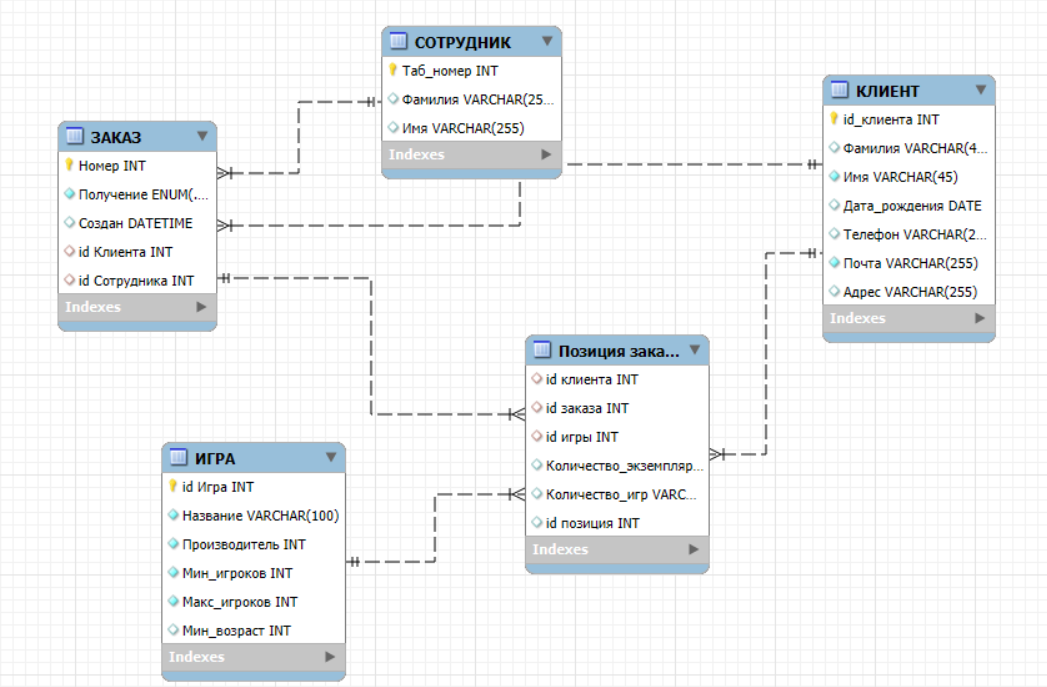 СОТРУДНИК
Таб_номер INT
Фамилия VARCHAR(25...
Имя VARCHAR(255)
Indexes
КЛИЕНТ
id_клиента INT
Фамилия VARCHAR(4...
Имя VARCHAR(45)
Дата_рождения DATE
Телефон VARCHAR(2...
Почта VARCHAR(255)
Адрес VARCHAR(255)
Indexes
ЗАКАЗ
Номер INT
Получение ENUM(,...
Создан DATETIME
id Клиента INT
id Сотрудника INT
Indexes
Позиция зака...
id клиента INT
id заказа INT
id игры INT
Количество_экземпляр...
Количество_игр VARC...
id позиция INT
Indexes
ИГРА
id Игра INT
Название VARCHAR(100)
Производитель INT
Мин_игроков INT
Макс_игроков INT
Мин_возраст INT
Indexes